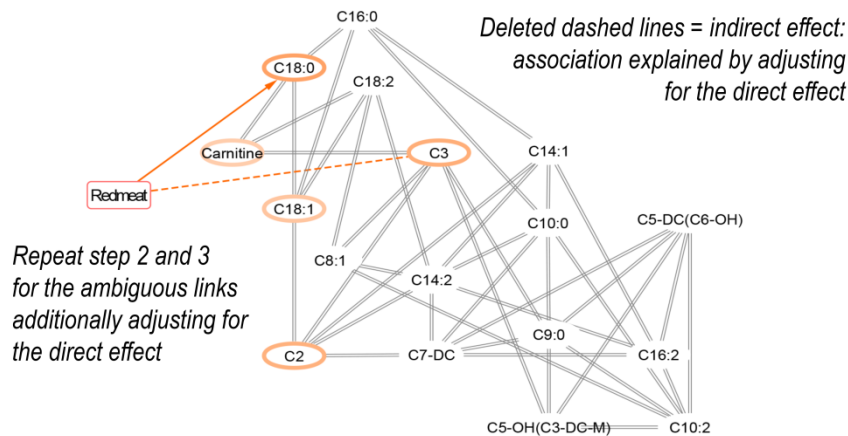 C16:0
Deleted dashed lines = indirect effect:
association explained by adjusting
for the direct effect
C18:0
C18:2
Carnitine
C3
C14:1
Redmeat
C18:1
C10:0
C5-DC(C6-OH)
Repeat step 2 and 3
for the ambiguous links
additionally adjusting for
the direct effect
C8:1
C14:2
C9:0
C2
C7-DC
C16:2
C5-OH(C3-DC-M)
C10:2